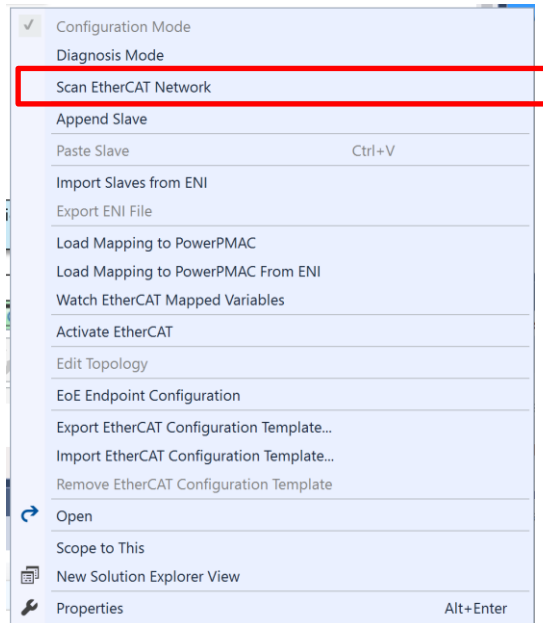 Configuration Mode
Diagnosis Mode
Scan EtherCAT Network
Append Slave
Paste Slave Ctrl+V
Import Slaves from ENI
Export ENI File
Load Mapping to PowerPMAC
Load Mapping to PowerPMAC From ENI
Watch EtherCAT Mapped Variables
Activate EtherCAT
Edit Topology
EoE Endpoint Configuration
Export EtherCAT Configuration Template...
Import EtherCAT Configuration Template...
Remove EtherCAT Configuration Template
Open
Scope to This
New Solution Explorer View
Properties Alt+Enter